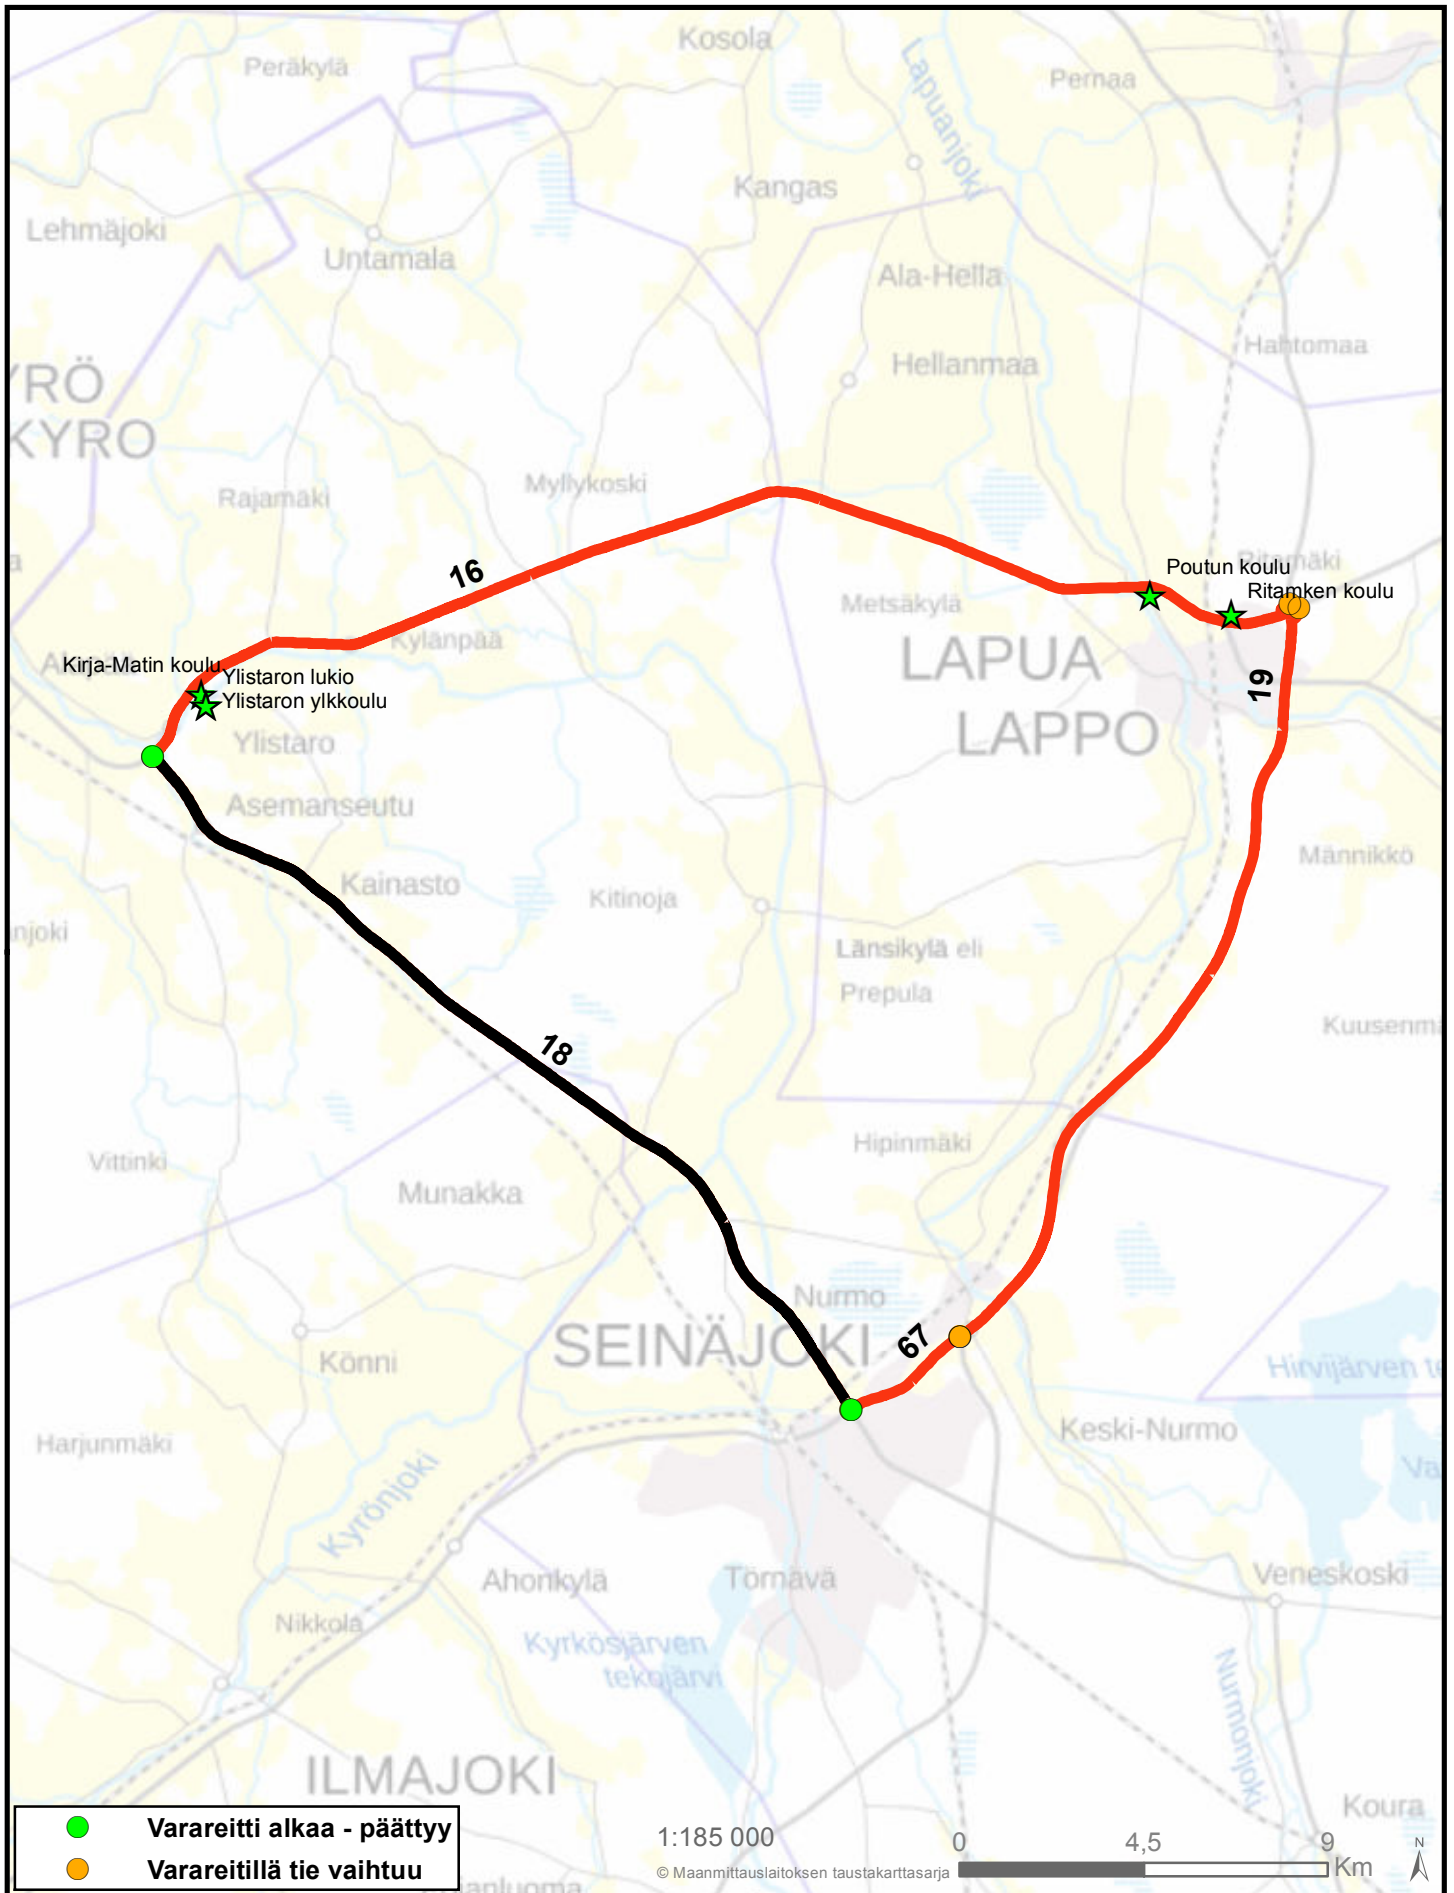 Kosola
Peräkylä
Pernaa
Lapuanjoki
Kangas
Lehmäjoki
Untamala
Ala-Hella
Hahtomaa
Hellanmaa
YRÖ
KYRO
Myllykoski
Rajamäki
16
Ritamäki
Poutun koulu
Ritamken koulu
Metsäkylä
Kylänpää
LAPUA
LAPPO
19
Kirja-Matin koulu
Ylistaron lukio
Ylistaron ylkkoulu
Ylistaro
Asemanseutu
Männikkö
Kainasto
Kitinoja
njoki
Länsikylä eli
Prepula
Kuusenmä
18
Hipinmäki
Vittinki
Munakka
Nurmo
SEINÄJOKI
67
Könni
Hirvijärven te
Keski-Nurmo
Harjunmäki
Va
Kyrönjoki
Ahonkylä
Törnävä
Veneskoski
Nikkola
Kyrkösjärven
tekojärvi
Nurmonjoki
ILMAJOKI
Koura
Varareitti alkaa - päättyy
Varareitillä tie vaihtuu
1:185 000
© Maanmittauslaitoksen taustakarttasarja
0 4,5 9
Km
N